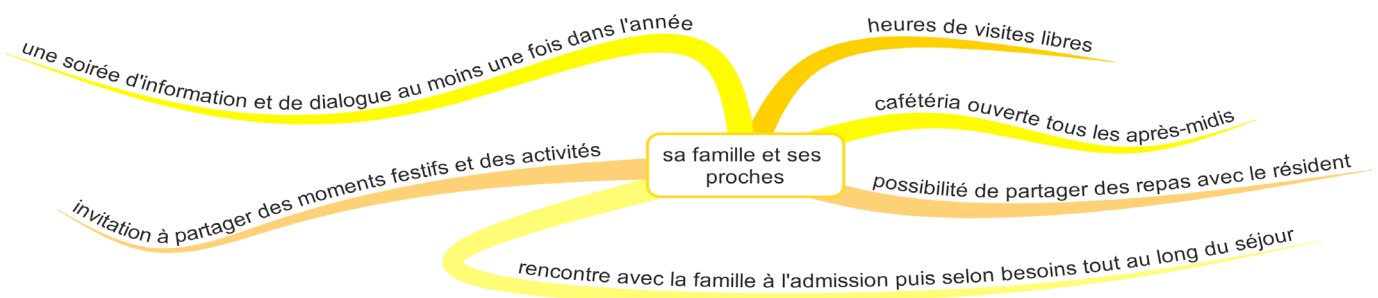 une soirée d'information et de dialogue au moins une fois dans l'année
heures de visites libres
cafétéria ouverte tous les après-midis
sa famille et ses
proches
invitation à partager des moments festifs et des activités
possibilité de partager des repas avec le résident
rencontre avec la famille à l'admission puis selon besoins tout au long du séjour